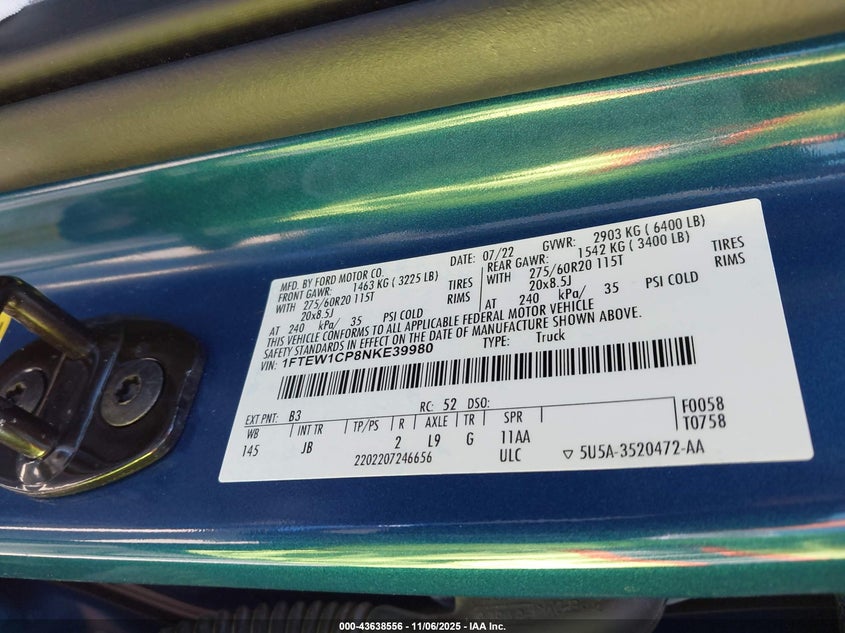 MFD. BY FORD MOTOR CO. DATE: 07/22 GVWR: 2903 KG ( 6400 LB)
FRONT GAWR: 1463 KG ( 3225 LB) REAR GAWR: 1542 KG ( 3400 LB)
WITH 275/60R20 115T TIRES WITH 275/60R20 115T TIRES
20x8.5J RIMS 20x8.5J RIMS
AT 240 kPa/ 35 PSI COLD AT 240 kPa/ 35 PSI COLD
THIS VEHICLE CONFORMS TO ALL APPLICABLE FEDERAL MOTOR VEHICLE
SAFETY STANDARDS IN EFFECT ON THE DATE OF MANUFACTURE SHOWN ABOVE.
VIN: 1FTEW1CP8NKE39980 TYPE: Truck
EXT PNT: B3 RC: 52 DSO:
WB INT TR TP/PS R AXLE TR SPR F0058
145 JB 2 L9 G 11AA T0758
2202207246656 ULC ▽ 5U5A-3520472-AA
000-43638556 - 11/06/2025 - IAA Inc.